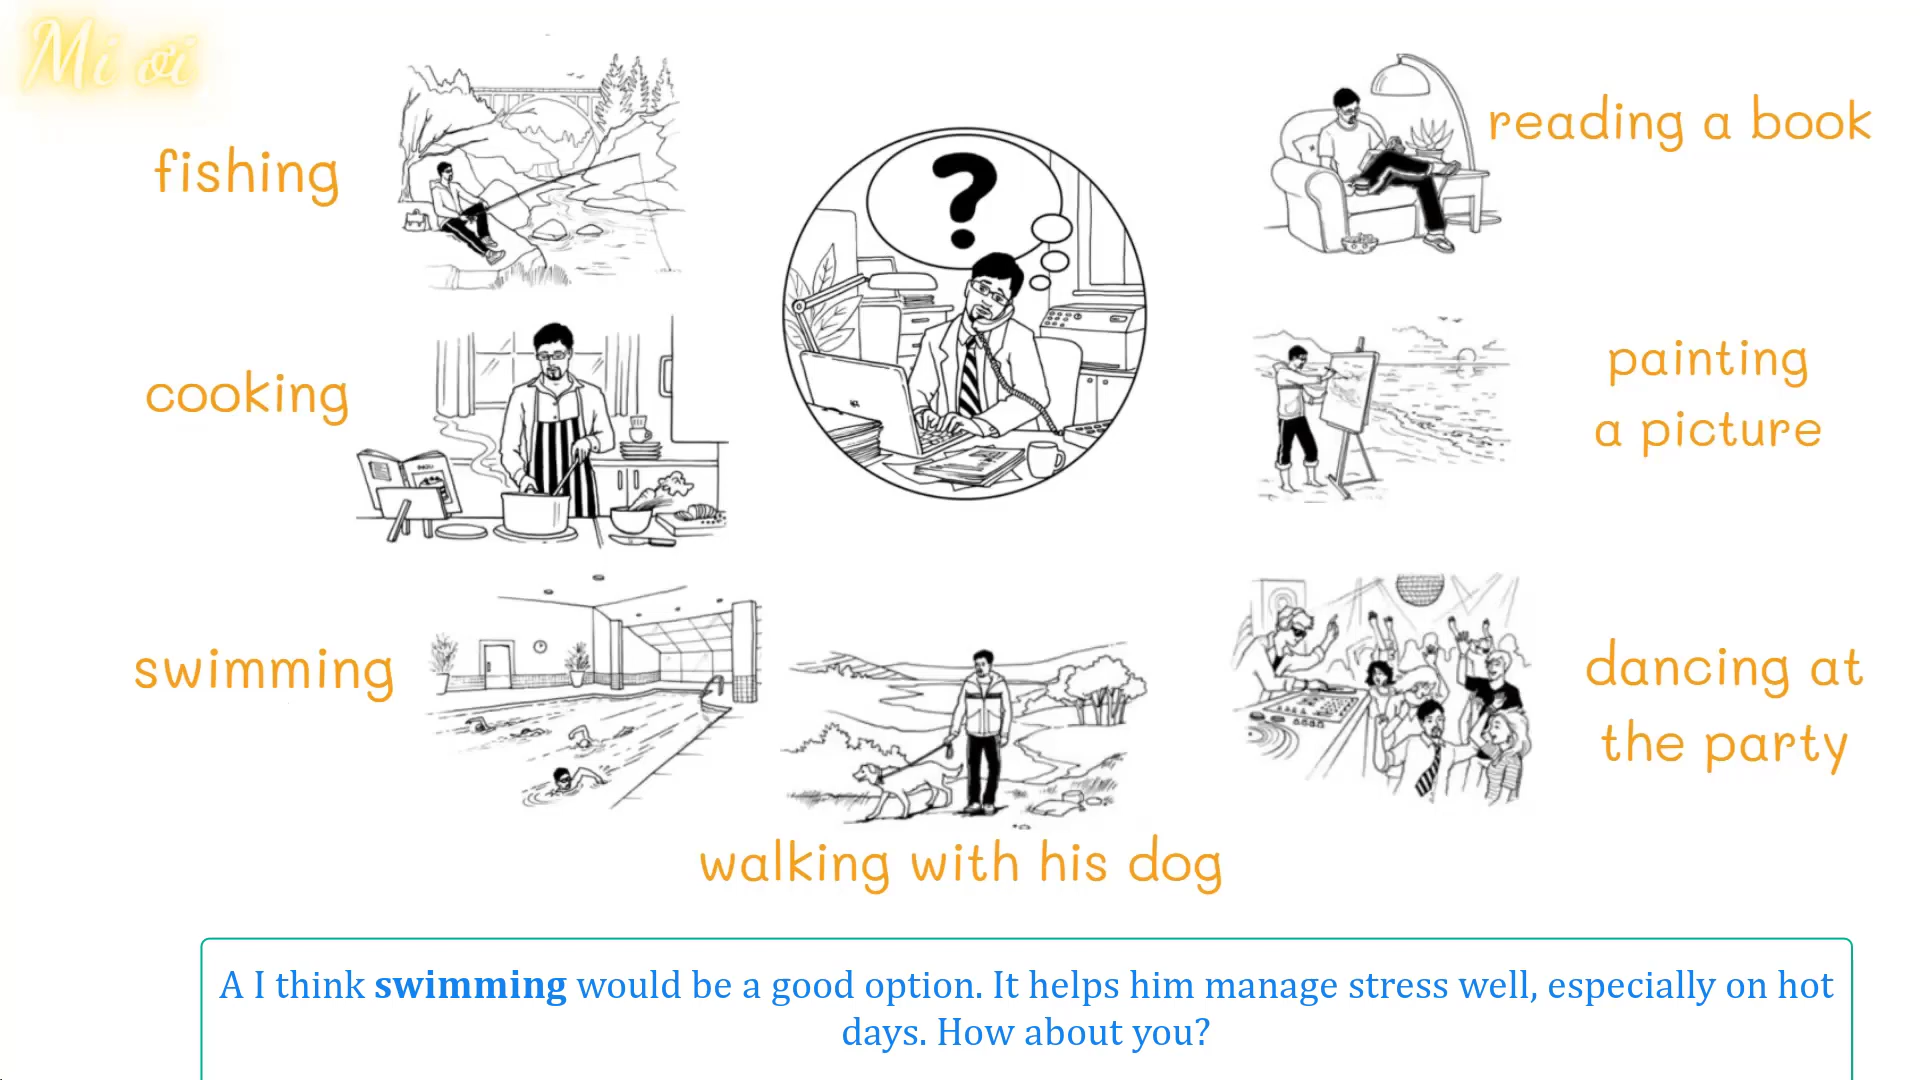 Mi ơi
fishing
reading a book
cooking
painting
a picture
swimming
dancing at
the party
walking with his dog
A I think swimming would be a good option. It helps him manage stress well, especially on hot
days. How about you?